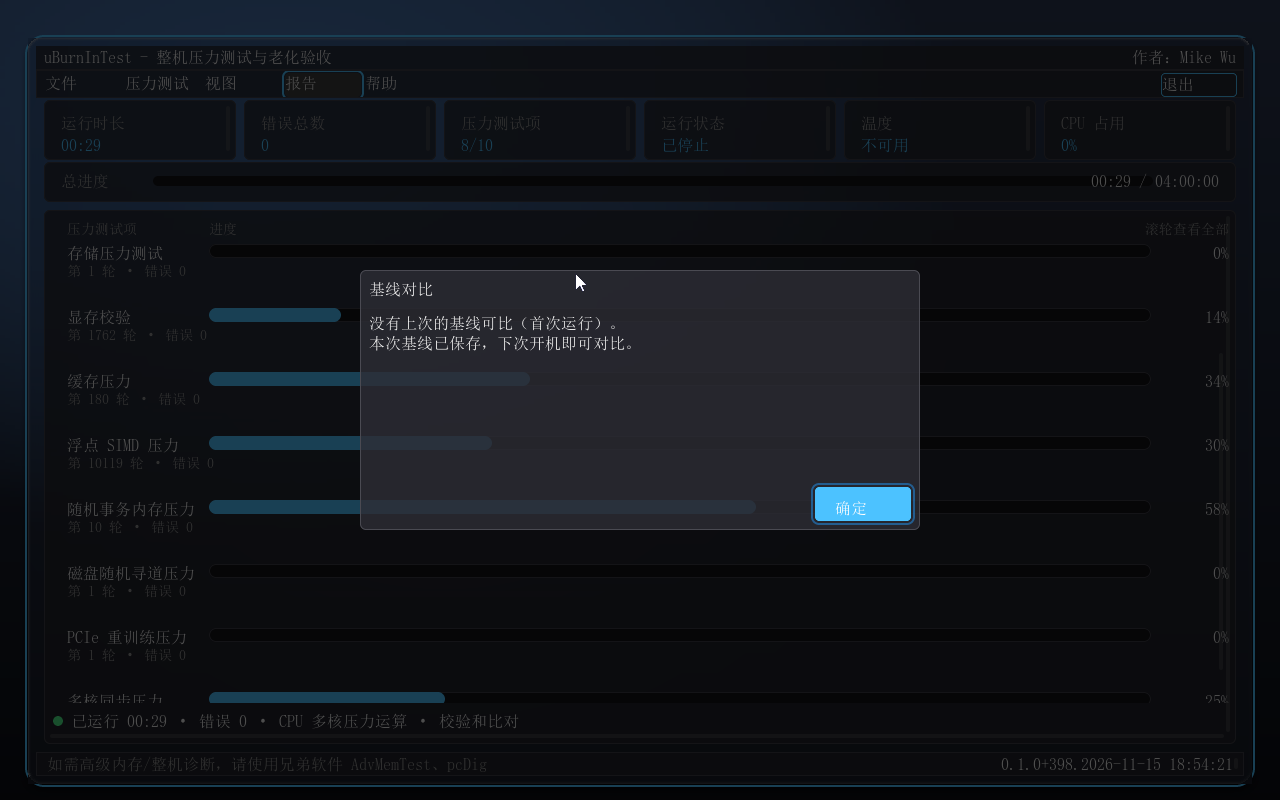 uBurnInTest - 整机压力测试与老化验收 作者: Mike Wu
文件 压力测试 视图 报告 帮助 退出
运行时长 错误总数 压力测试项 运行状态 温度 CPU 占用
00:29 0 8/10 已停止 不可用 0%
总进度 00:29 / 04:00:00
压力测试项 进度 滚轮查看全部
存储压力测试 0%
第 1 轮 • 错误 0
基线对比
没有上次的基线可比（首次运行）。
本次基线已保存，下次开机即可对比。
确定
显存校验 14%
第 1762 轮 • 错误 0
缓存压力 34%
第 180 轮 • 错误 0
浮点 SIMD 压力 30%
第 10119 轮 • 错误 0
随机事务内存压力 58%
第 10 轮 • 错误 0
磁盘随机寻道压力 0%
第 1 轮 • 错误 0
PCIe 重训练压力 0%
第 1 轮 • 错误 0
多核同步压力 25%
已运行 00:29 • 错误 0 • CPU 多核压力运算 • 校验和比对
如需高级内存/整机诊断，请使用兄弟软件 AdvMemTest、pcDig 0.1.0+398.2026-11-15 18:54:21